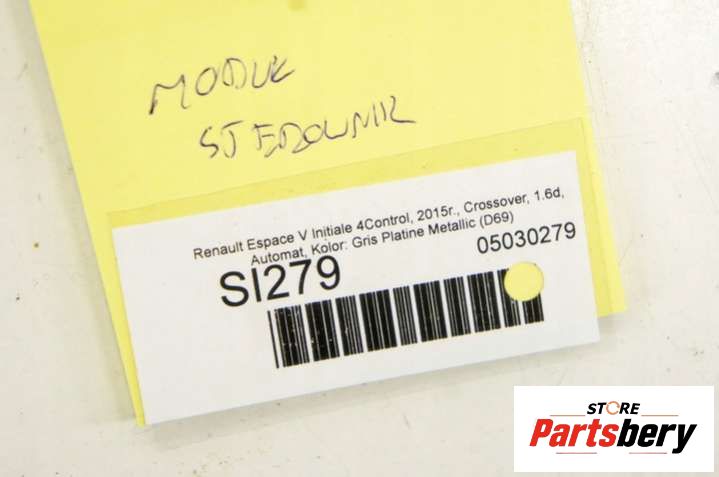 MODUŁ
STEROWNIK
Renault Espace V Initiale 4Control, 2015r., Crossover, 1.6d,
Automat, Kolor: Gris Platine Metallic (D69)
SI279
05030279
STORE
Partsbery